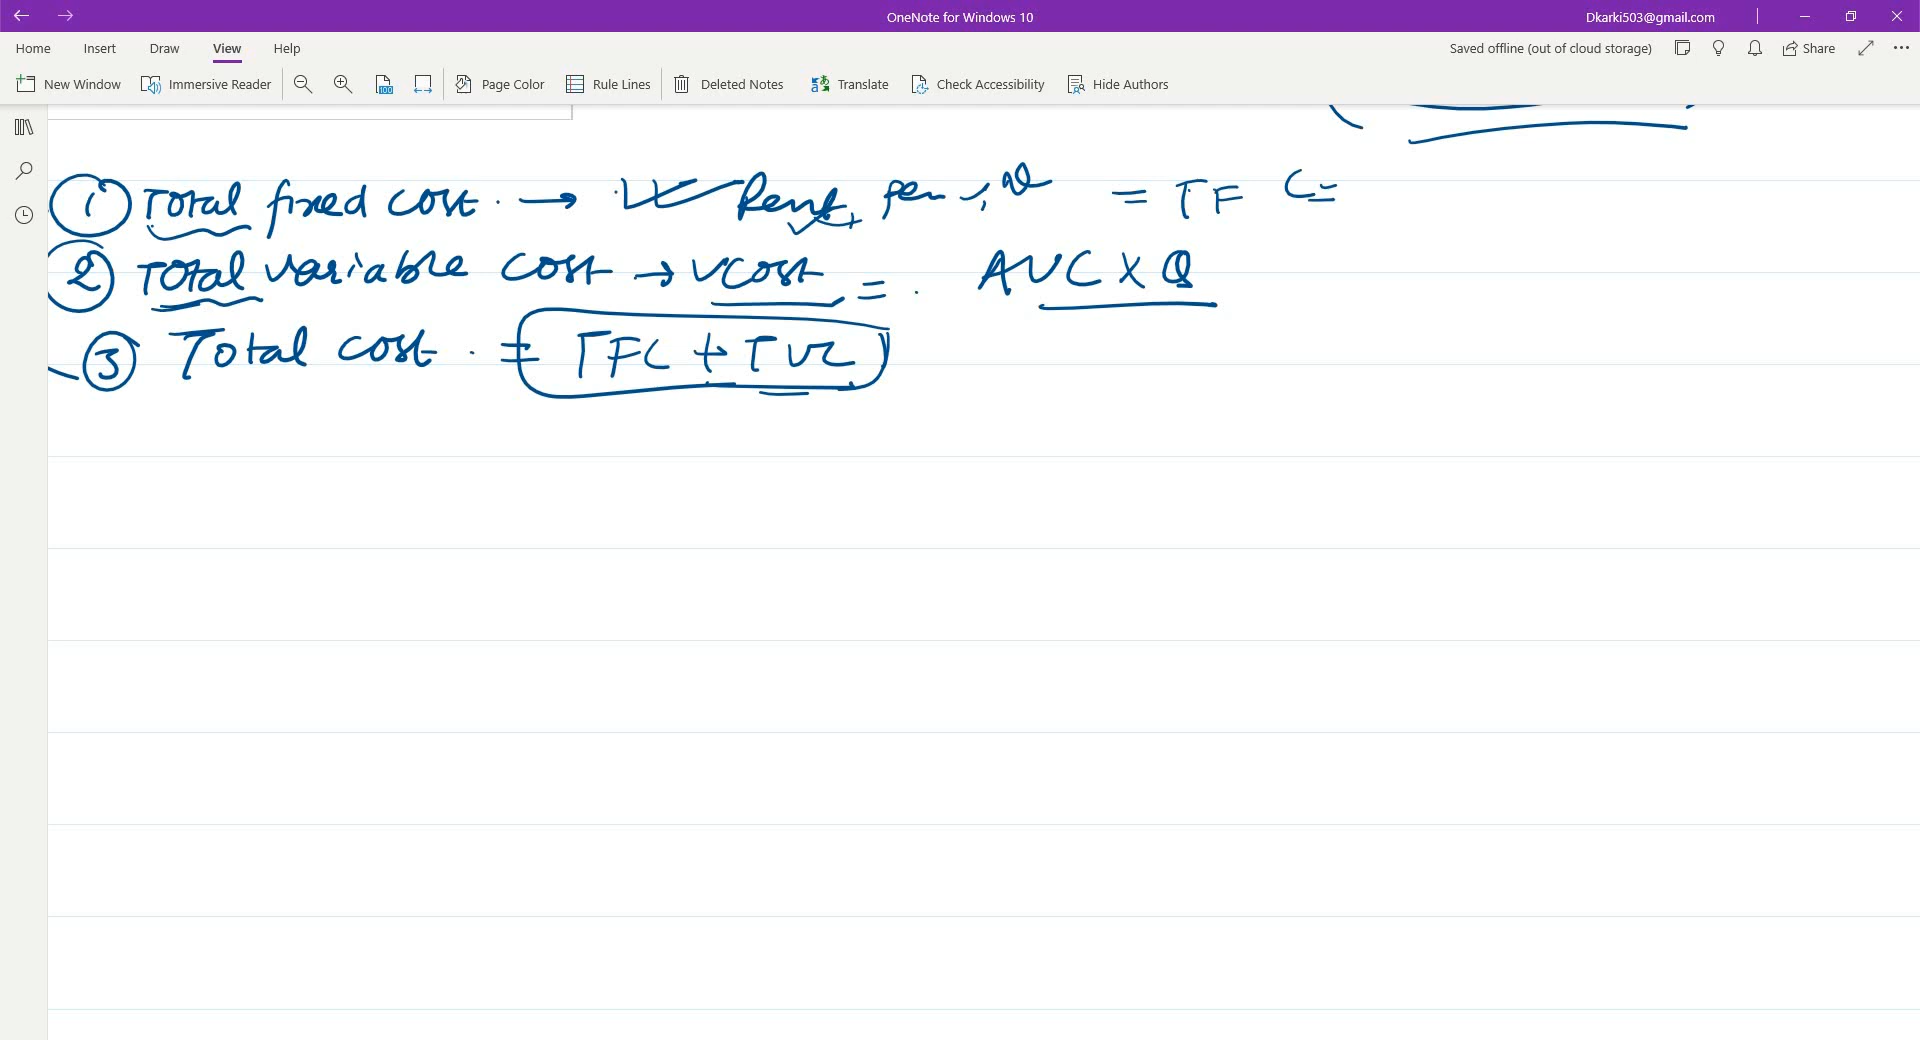 OneNote for Windows 10
Dkarki503@gmail.com
Home Insert Draw View Help
Saved offline (out of cloud storage) Share
New Window Immersive Reader 100 Page Color Rule Lines Deleted Notes Translate Check Accessibility Hide Authors
1 Total fixed cost. → Rent = TFC =
2 Total variable cost → VCost = . AVC X Q
3 Total cost. = TFC + TVC